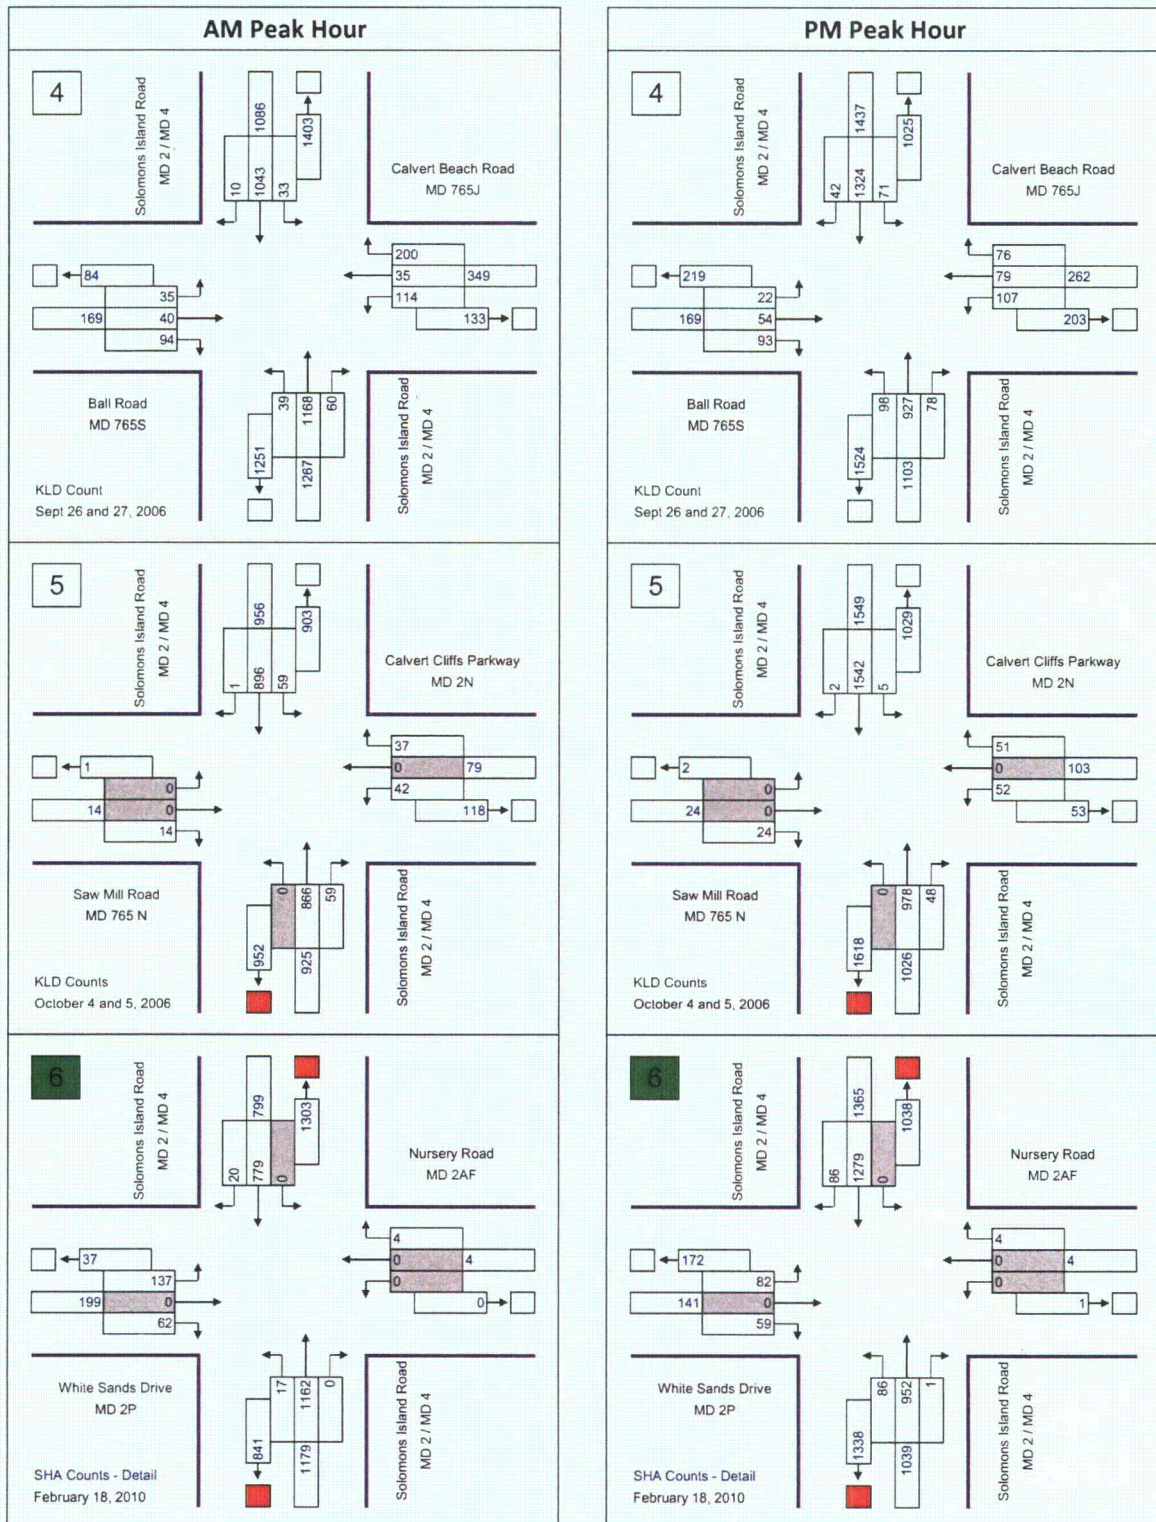 AM Peak Hour
4
Solomons Island Road
MD 2 / MD 4
1086
1403
10
1043
33
Calvert Beach Road
MD 765J
84
35
169
40
94
200
35
349
114
133
Ball Road
MD 765S
39
1168
60
1251
1267
Solomons Island Road
MD 2 / MD 4
KLD Count
Sept 26 and 27, 2006
5
Solomons Island Road
MD 2 / MD 4
956
903
1
896
59
Calvert Cliffs Parkway
MD 2N
1
0
14
0
14
37
0
79
42
118
Saw Mill Road
MD 765 N
0
866
59
952
925
Solomons Island Road
MD 2 / MD 4
KLD Counts
October 4 and 5, 2006
6
Solomons Island Road
MD 2 / MD 4
799
1303
20
779
0
Nursery Road
MD 2AF
37
137
199
0
62
4
0
4
0
0
White Sands Drive
MD 2P
17
1162
0
841
1179
Solomons Island Road
MD 2 / MD 4
SHA Counts - Detail
February 18, 2010
PM Peak Hour
4
Solomons Island Road
MD 2 / MD 4
1437
1025
42
1324
71
Calvert Beach Road
MD 765J
219
22
169
54
93
76
79
262
107
203
Ball Road
MD 765S
98
927
78
1524
1103
Solomons Island Road
MD 2 / MD 4
KLD Count
Sept 26 and 27, 2006
5
Solomons Island Road
MD 2 / MD 4
1549
1029
2
1542
5
Calvert Cliffs Parkway
MD 2N
2
0
24
0
24
51
0
103
52
53
Saw Mill Road
MD 765 N
0
978
48
1618
1026
Solomons Island Road
MD 2 / MD 4
KLD Counts
October 4 and 5, 2006
6
Solomons Island Road
MD 2 / MD 4
1365
1038
86
1279
0
Nursery Road
MD 2AF
172
82
141
0
59
4
0
4
0
1
White Sands Drive
MD 2P
86
952
1
1338
1039
Solomons Island Road
MD 2 / MD 4
SHA Counts - Detail
February 18, 2010